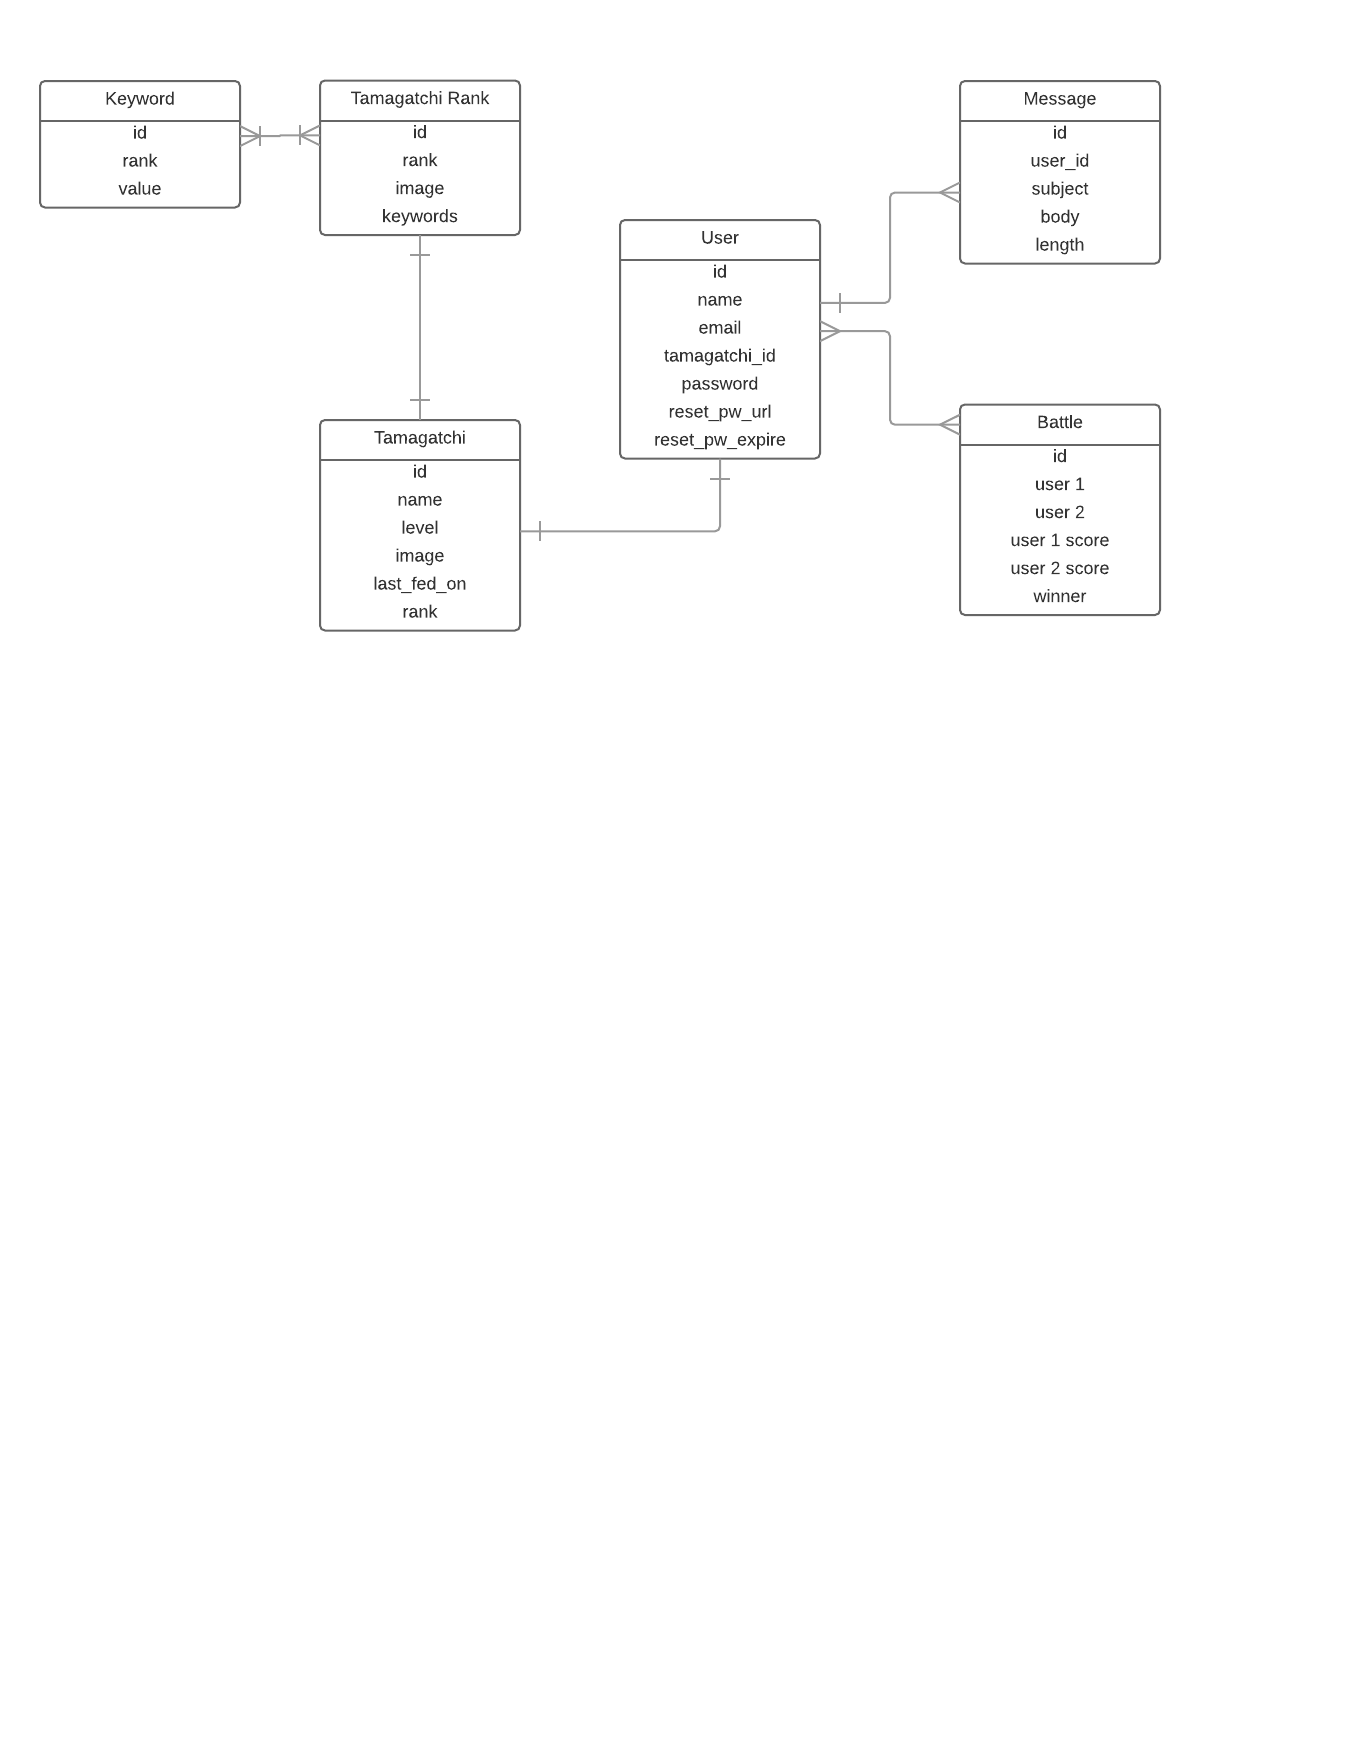 Keyword
id
rank
value
Tamagatchi Rank
id
rank
image
keywords
Tamagatchi
id
name
level
image
last_fed_on
rank
User
id
name
email
tamagatchi_id
password
reset_pw_url
reset_pw_expire
Message
id
user_id
subject
body
length
Battle
id
user 1
user 2
user 1 score
user 2 score
winner